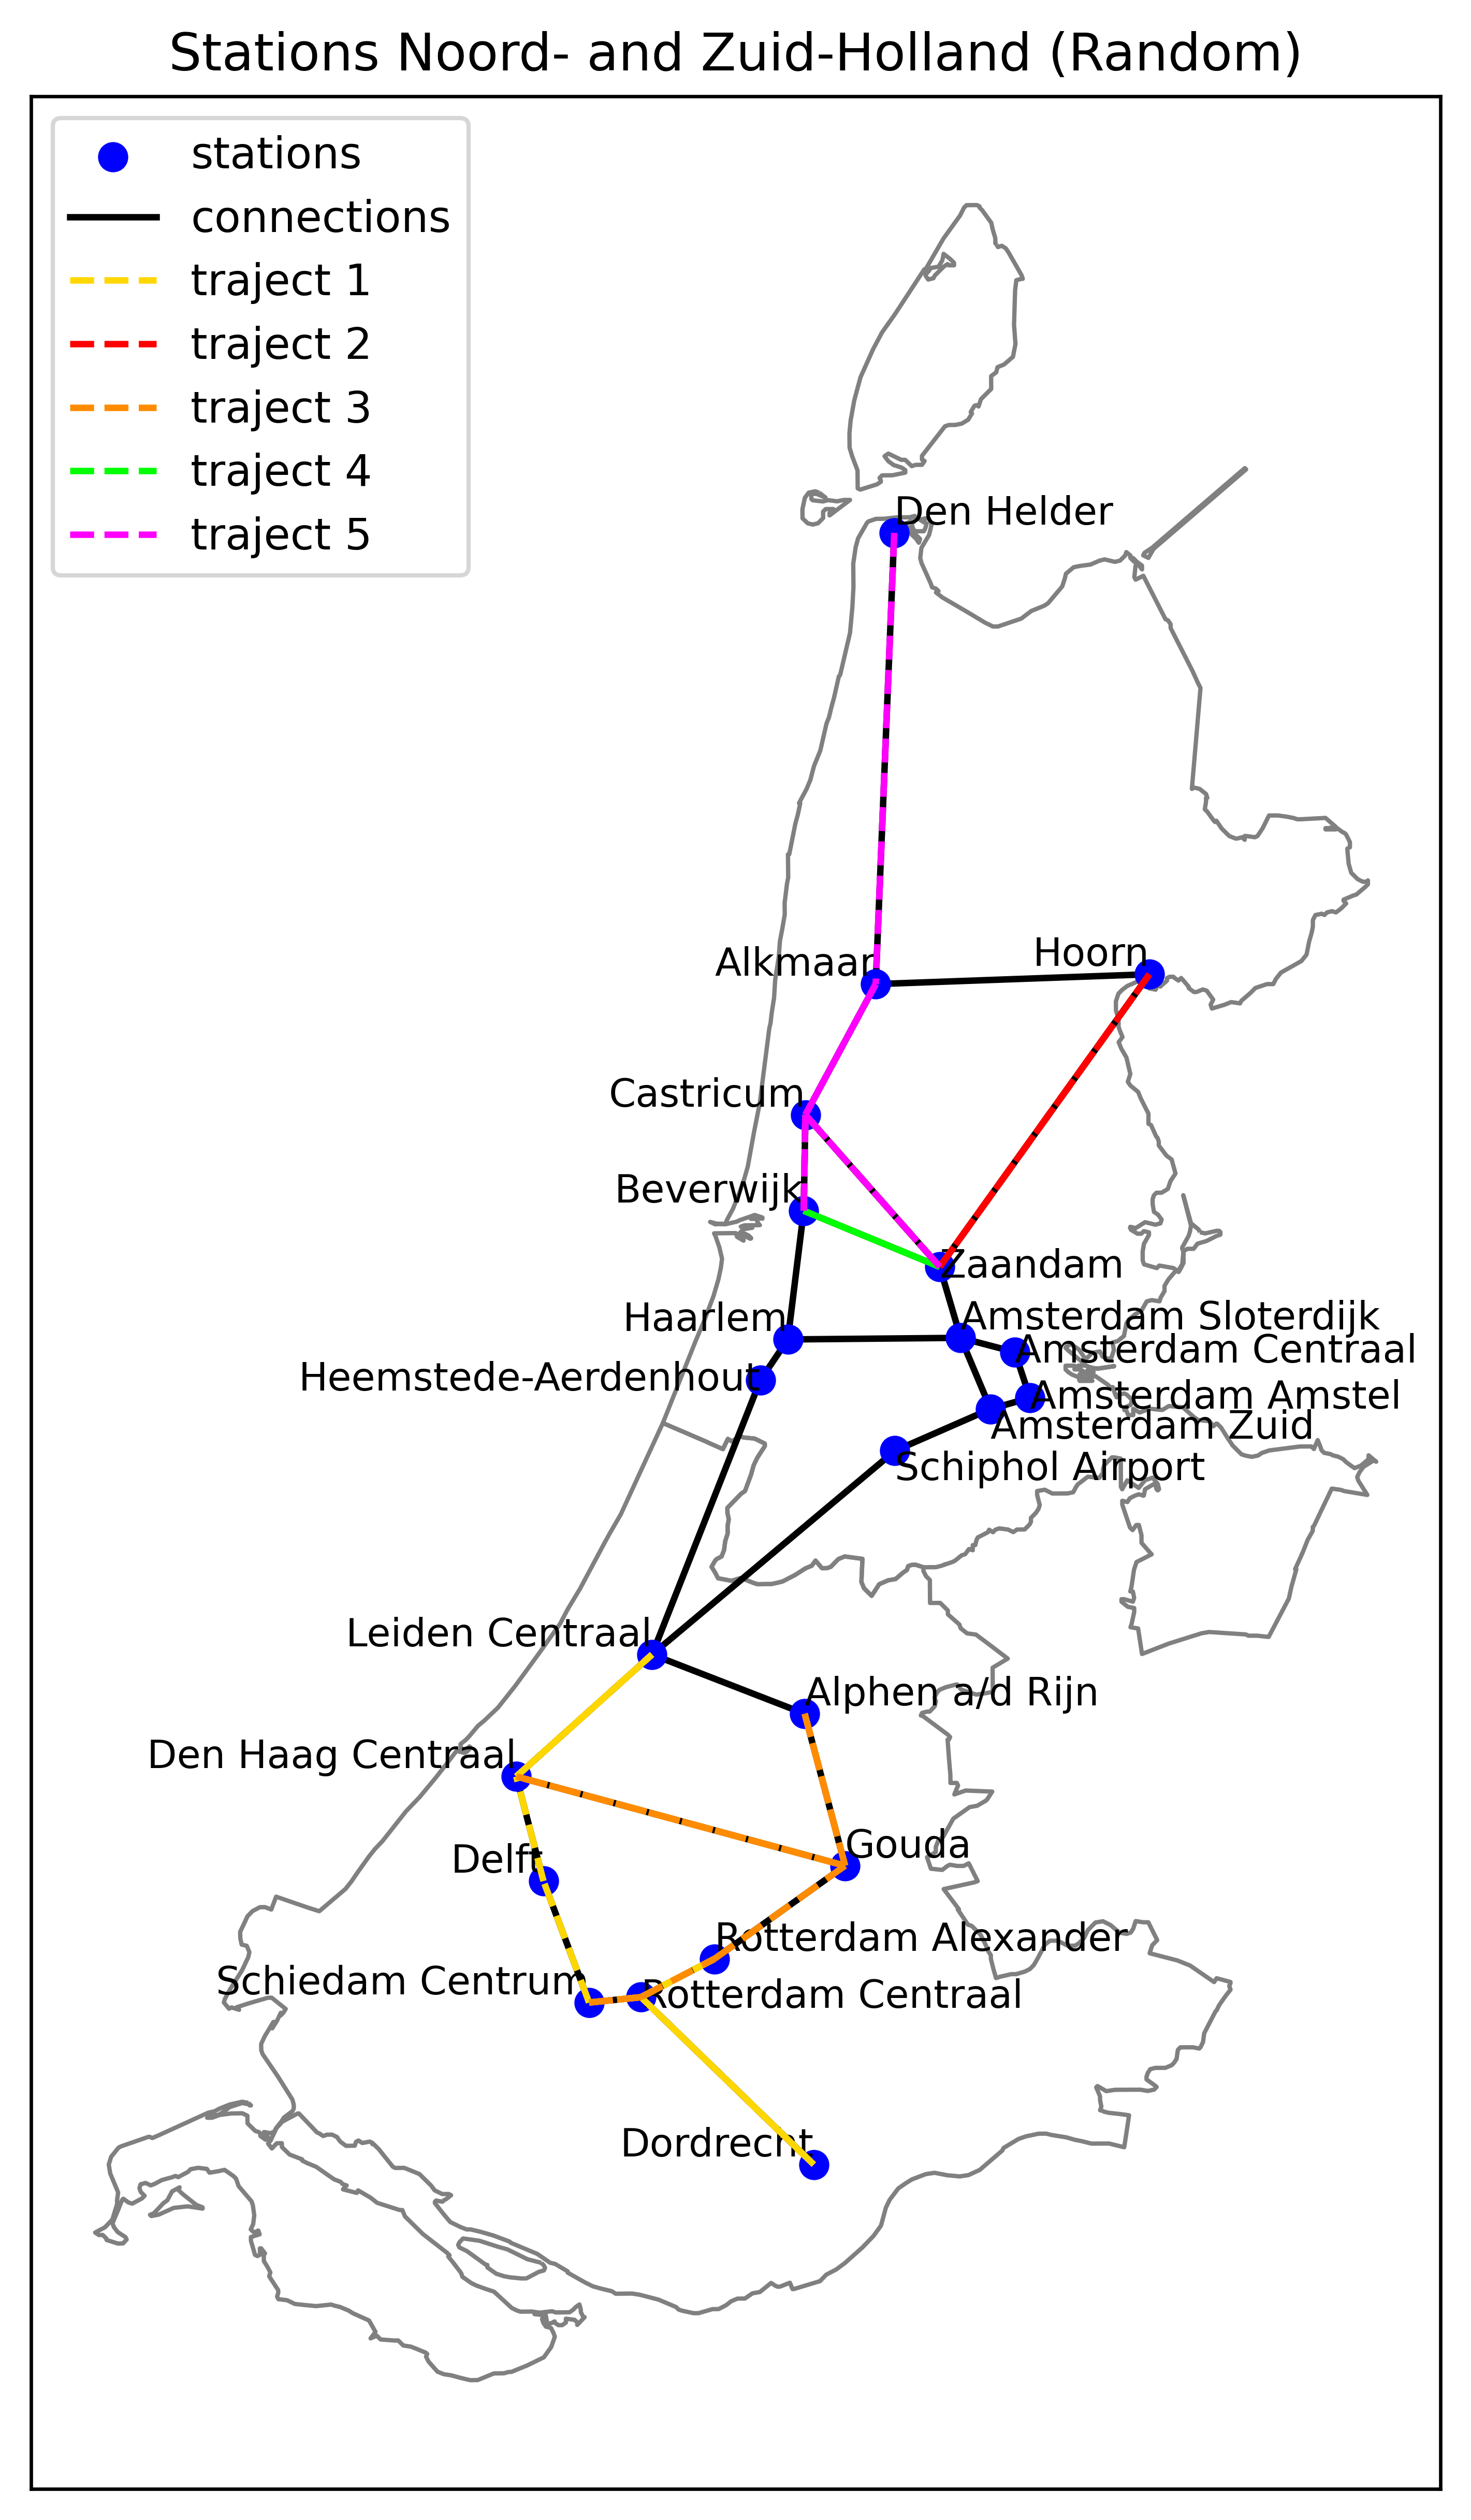 Stations Noord- and Zuid-Holland (Random)
stations
connections
traject 1
traject 2
traject 3
traject 4
traject 5
Den Helder
Hoorn
Alkmaar
Castricum
Beverwijk
Zaandam
Haarlem
Amsterdam Sloterdijk
Amsterdam Centraal
Heemstede-Aerdenhout
Amsterdam Amstel
Amsterdam Zuid
Schiphol Airport
Leiden Centraal
Alphen a/d Rijn
Den Haag Centraal
Gouda
Delft
Rotterdam Alexander
Schiedam Centrum
Rotterdam Centraal
Dordrecht